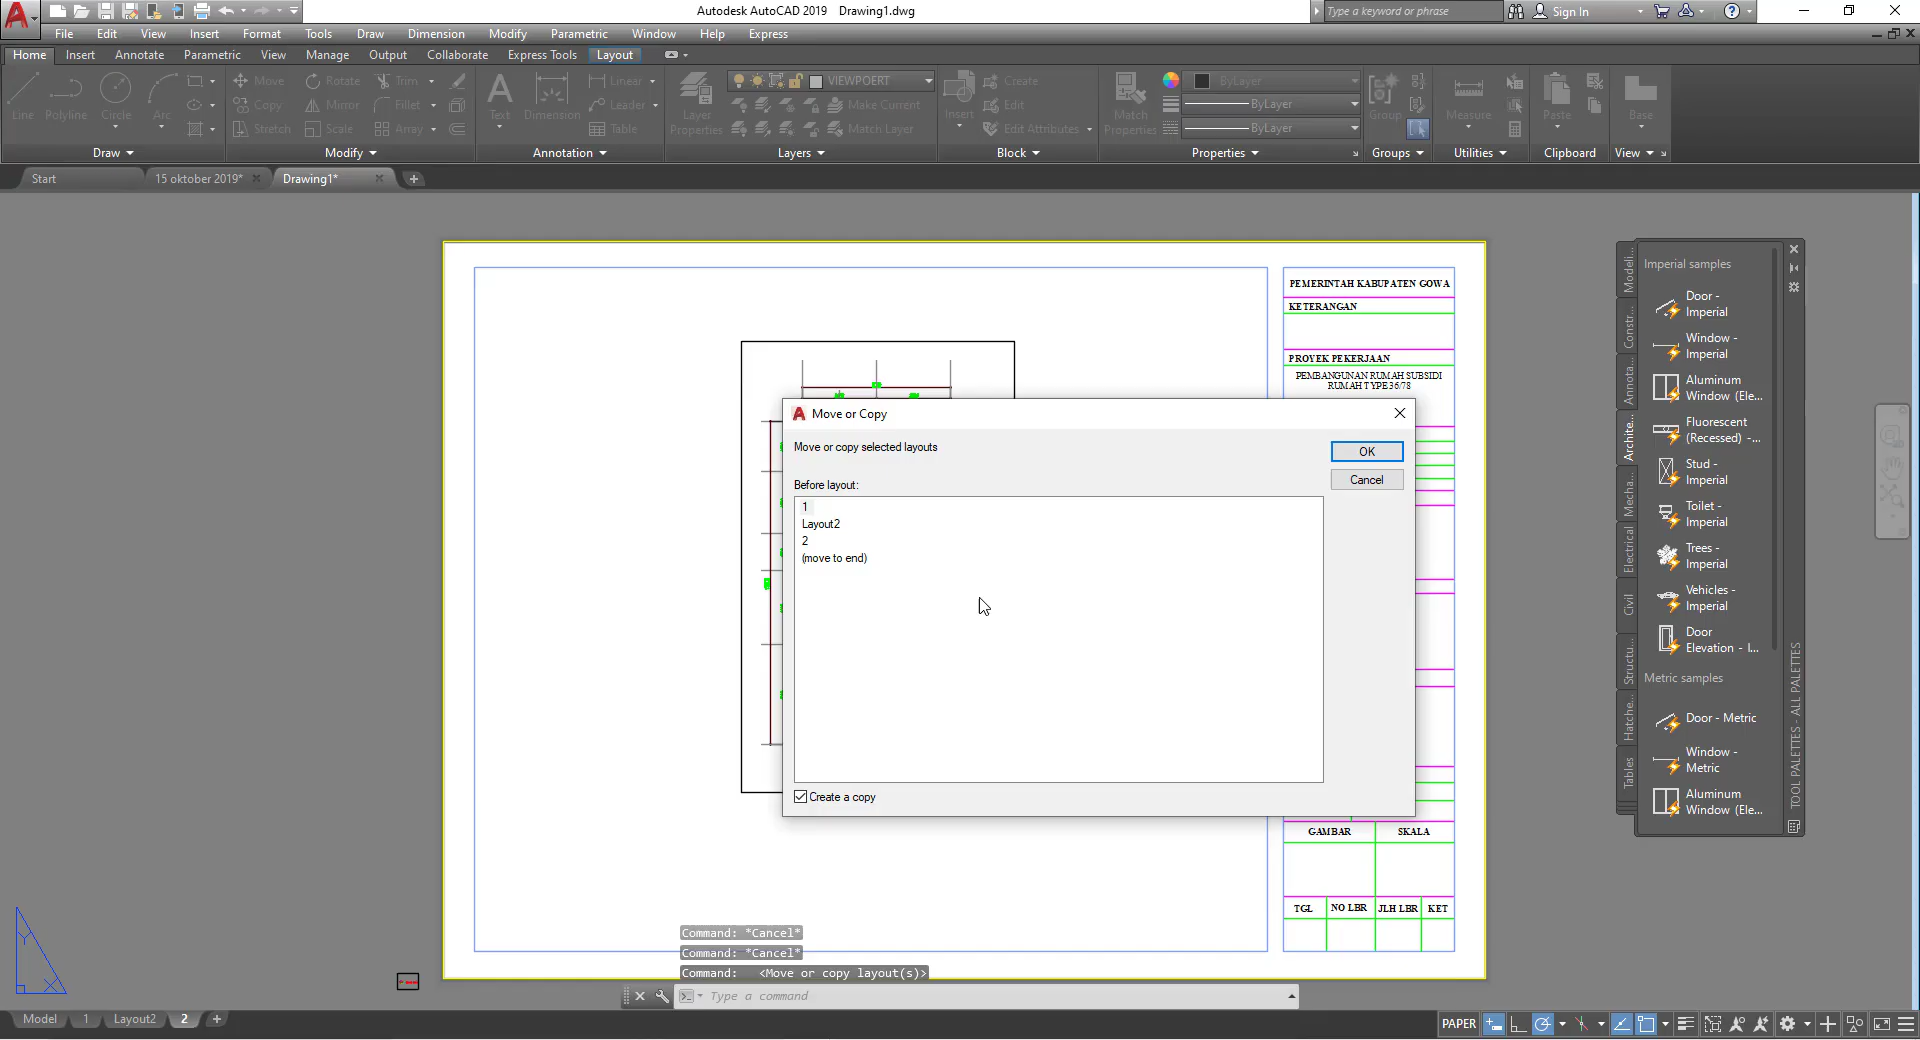 Autodesk AutoCAD 2019 Drawing1.dwg
Type a keyword or phrase
Sign In
File Edit View Insert Format Tools Draw Dimension Modify Parametric Window Help Express
Home Insert Annotate Parametric View Manage Output Collaborate Express Tools Layout
Line Polyline Circle Arc
Move Rotate Trim
Copy Mirror Fillet
Stretch Scale Array
Text Dimension
Linear
Leader
Table
Layer
Properties
VIEWPOERT
Make Current
Match Layer
Insert
Create
Edit
Edit Attributes
Match
Properties
ByLayer
ByLayer
ByLayer
Group
Measure
Paste
Base
Draw Modify Annotation Layers Block Properties Groups Utilities Clipboard View
Start 15 oktober 2019* Drawing1*
PEMERINTAH KABUPATEN GOWA
KETERANGAN
PROYEK PEKERJAAN
PEMBANGUNAN RUMAH SUBSIDI
RUMAH TYPE 36/78
GAMBAR SKALA
TGL NO LBR JLH LBR KET
Move or Copy
Move or copy selected layouts
Before layout:
1
Layout2
2
(move to end)
Create a copy
OK
Cancel
Modeli...
Constr...
Annota...
Archite...
Mecha...
Electrical
Civil
Structu...
Hatche...
Tables
Imperial samples
Door -
Imperial
Window -
Imperial
Aluminum
Window (Ele...
Fluorescent
(Recessed) -...
Stud -
Imperial
Toilet -
Imperial
Trees -
Imperial
Vehicles -
Imperial
Door
Elevation - I...
Metric samples
Door - Metric
Window -
Metric
Aluminum
Window (Ele...
TOOL PALETTES - ALL PALETTES
Y
X
Command: *Cancel*
Command: *Cancel*
Command: <Move or copy layout(s)>
Type a command
Model 1 Layout2 2
PAPER